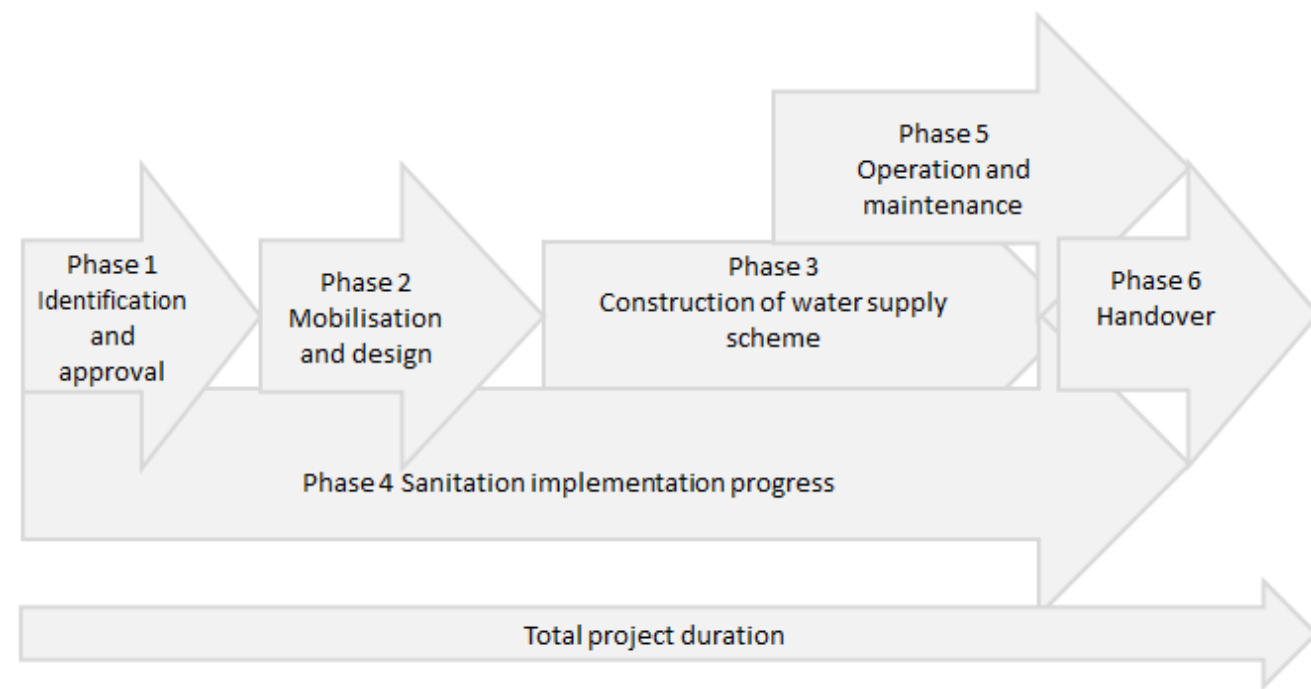 Phase 1
Identification
and
approval
Phase 2
Mobilisation
and design
Phase 3
Construction of water supply
scheme
Phase 5
Operation and
maintenance
Phase 6
Handover
Phase 4 Sanitation implementation progress
Total project duration